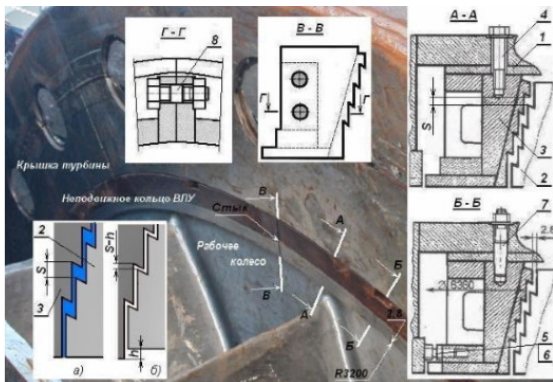 Г - Г
8
В - В
Г
Г
А - А
4
1
S
3
2
Крышка турбины
Неподвижное кольцо ВПУ
В
Стык
А
Рабочее
колесо
Б
В
А
Б
2,8
R3200
2
S
3
а)
S-h
h
б)
Б - Б
7
2,8
5
6